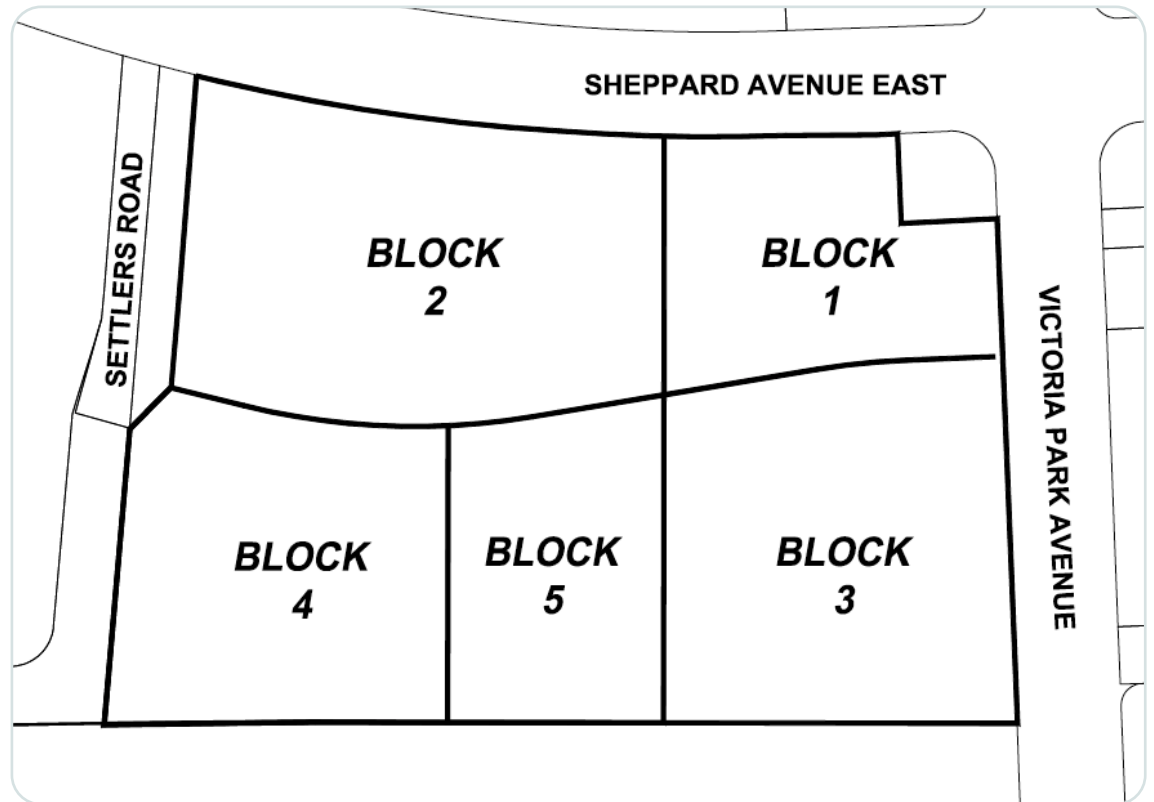 SHEPPARD AVENUE EAST
SETTLERS ROAD
BLOCK
2
BLOCK
1
VICTORIA PARK AVENUE
BLOCK
4
BLOCK
5
BLOCK
3